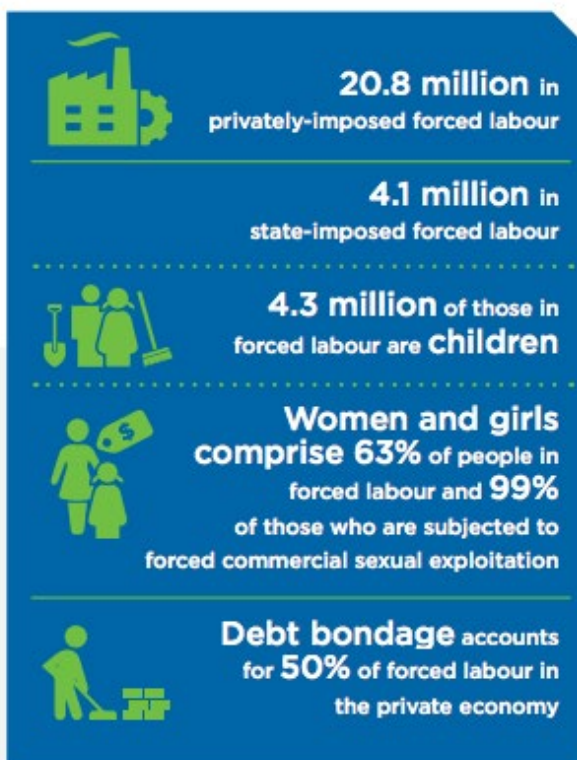 20.8 million in
privately-imposed forced labour
4.1 million in
state-imposed forced labour
4.3 million of those in
forced labour are children
$
Women and girls
comprise 63% of people in
forced labour and 99%
of those who are subjected to
forced commercial sexual exploitation
Debt bondage accounts
for 50% of forced labour in
the private economy